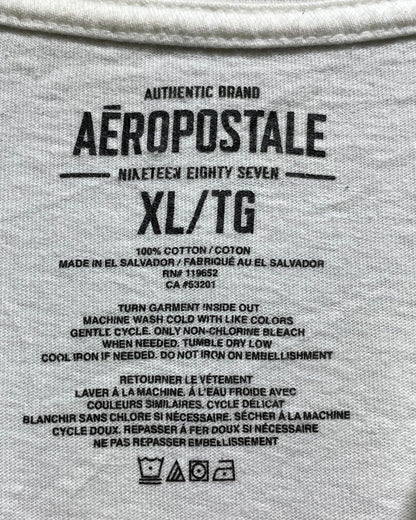 AUTHENTIC BRAND
AĒROPOSTALE
NINETEEN EIGHTY SEVEN
XL/TG
100% COTTON / COTON
MADE IN EL SALVADOR / FABRIQUÉ AU EL SALVADOR
RN# 119652
CA #53201
TURN GARMENT INSIDE OUT
MACHINE WASH COLD WITH LIKE COLORS
GENTLE CYCLE. ONLY NON-CHLORINE BLEACH
WHEN NEEDED. TUMBLE DRY LOW
COOL IRON IF NEEDED. DO NOT IRON ON EMBELLISHMENT
RETOURNER LE VÉTEMENT
LAVER Á LA MACHINE. Á L'EAU FROIDE AVEC
COULEURS SIMILAIRES. CYCLE DÉLICAT
BLANCHIR SANS CHLORE SI NÉCESSAIRE. SÉCHER Á LA MACHINE
CYCLE DOUX. REPASSER Á FER DOUX SI NÉCESSAIRE
NE PAS REPASSER EMBELLISSEMENT